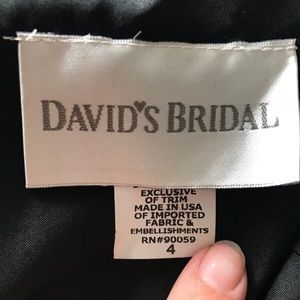 DAVID'S BRIDAL
EXCLUSIVE
OF TRIM
MADE IN USA
OF IMPORTED
FABRIC &
EMBELLISHMENTS
RN#90059
4